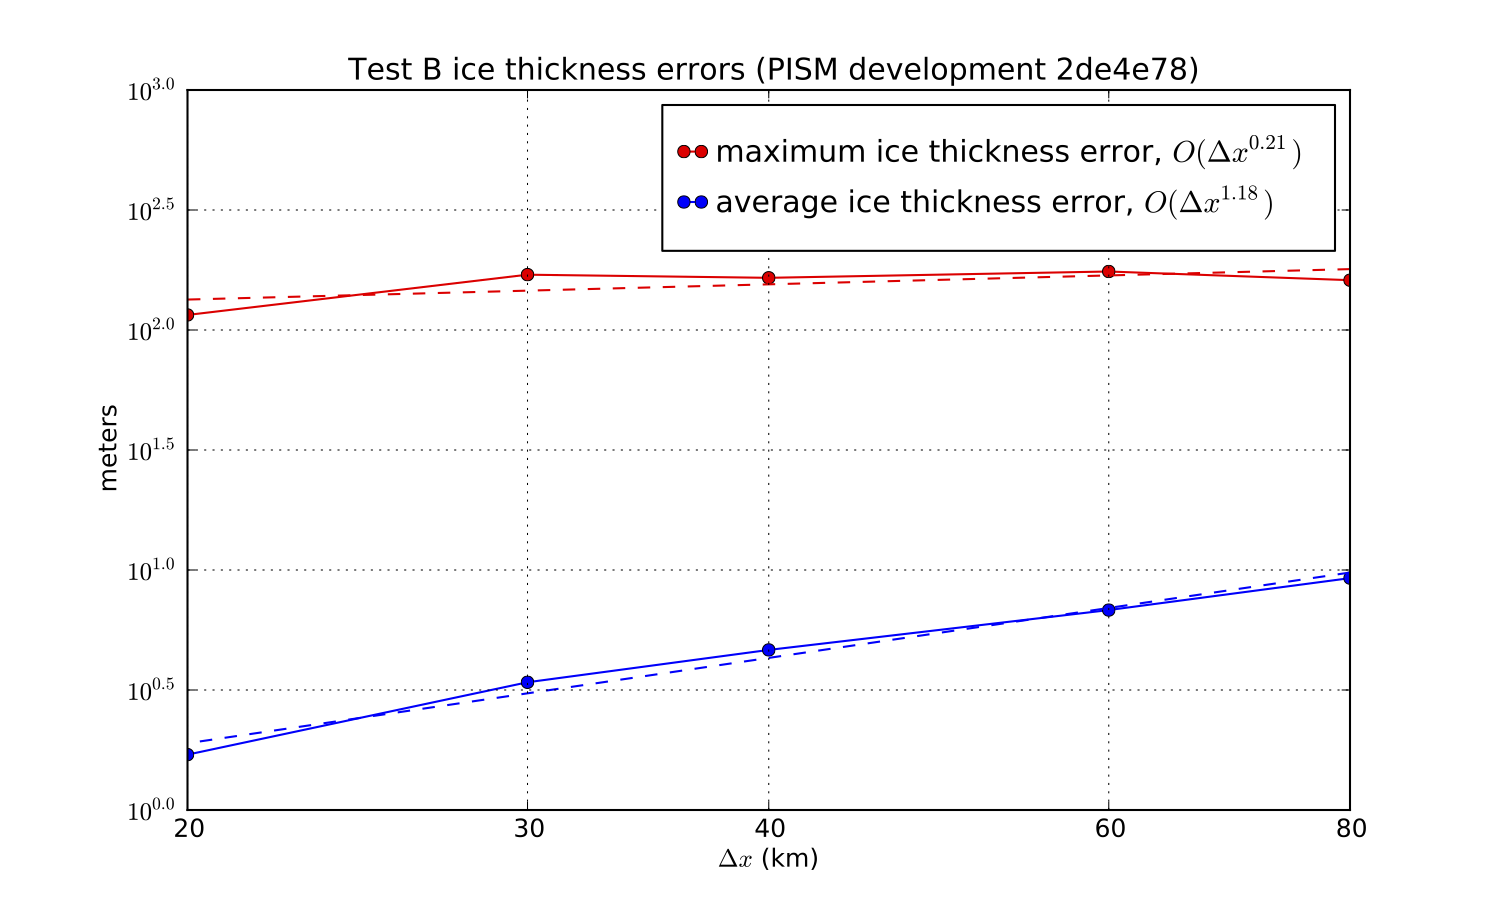 Test B ice thickness errors (PISM development 2de4e78)
10^3.0
maximum ice thickness error, O(Δx^0.21)
average ice thickness error, O(Δx^1.18)
10^2.5
10^2.0
10^1.5
meters
10^1.0
10^0.5
10^0.0
20 30 40 60 80
Δx (km)